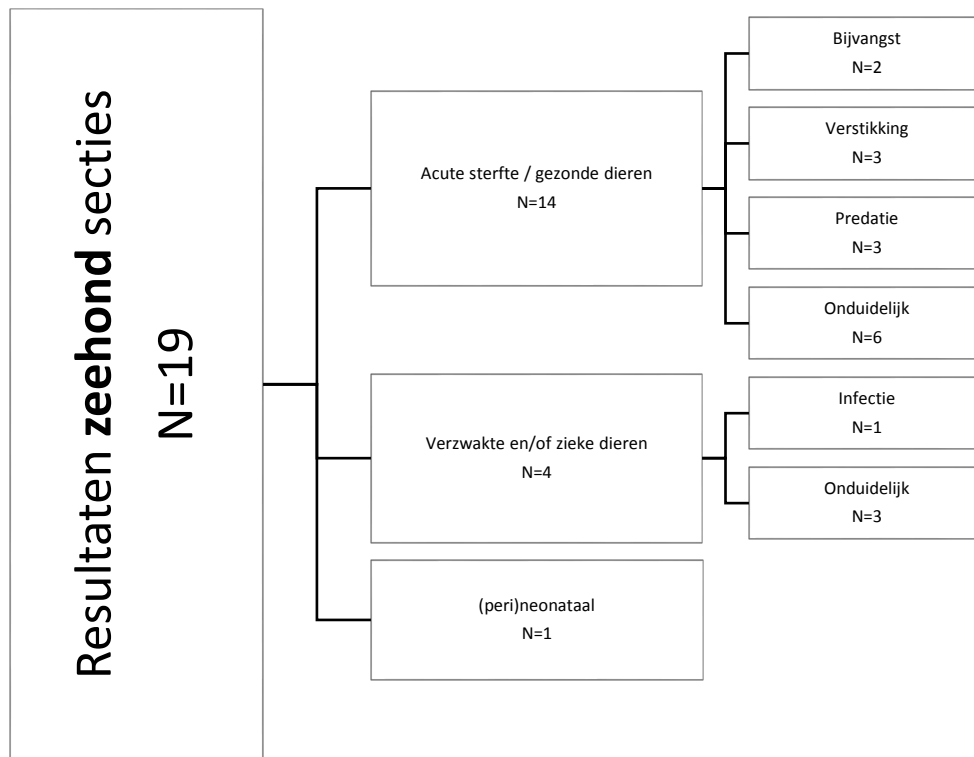 Resultaten zeehond secties
N=19
Acute sterfte / gezonde dieren
N=14
Bijvangst
N=2
Verstikking
N=3
Predatie
N=3
Onduidelijk
N=6
Verzwakte en/of zieke dieren
N=4
Infectie
N=1
Onduidelijk
N=3
(peri)neonataal
N=1